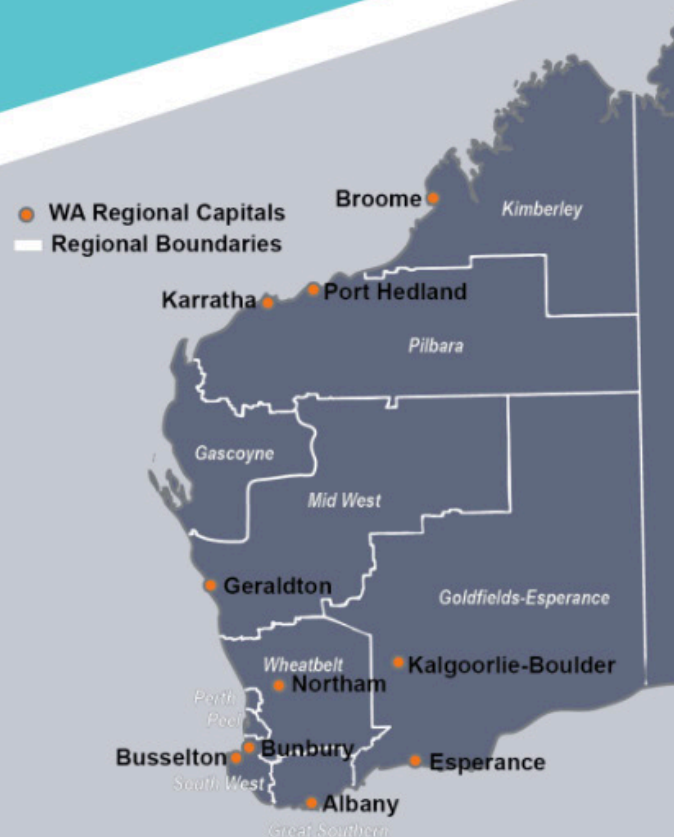 WA Regional Capitals
Regional Boundaries
Broome
Kimberley
Karratha
Port Hedland
Pilbara
Gascoyne
Mid West
Geraldton
Goldfields-Esperance
Wheatbelt
Kalgoorlie-Boulder
Northam
Perth
Peel
Bunbury
Busselton
Esperance
South West
Albany
Great Southern